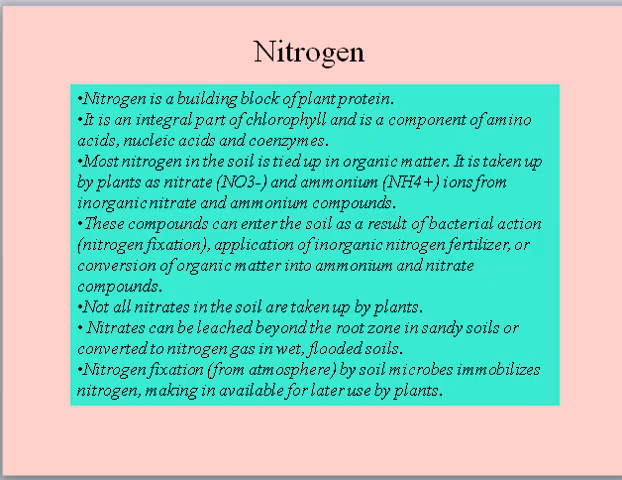 Nitrogen
•Nitrogen is a building block of plant protein.
•It is an integral part of chlorophyll and is a component of amino
acids, nucleic acids and coenzymes.
•Most nitrogen in the soil is tied up in organic matter. It is taken up
by plants as nitrate (NO3-) and ammonium (NH4+) ions from
inorganic nitrate and ammonium compounds.
•These compounds can enter the soil as a result of bacterial action
(nitrogen fixation), application of inorganic nitrogen fertilizer, or
conversion of organic matter into ammonium and nitrate
compounds.
•Not all nitrates in the soil are taken up by plants.
• Nitrates can be leached beyond the root zone in sandy soils or
converted to nitrogen gas in wet, flooded soils.
•Nitrogen fixation (from atmosphere) by soil microbes immobilizes
nitrogen, making in available for later use by plants.